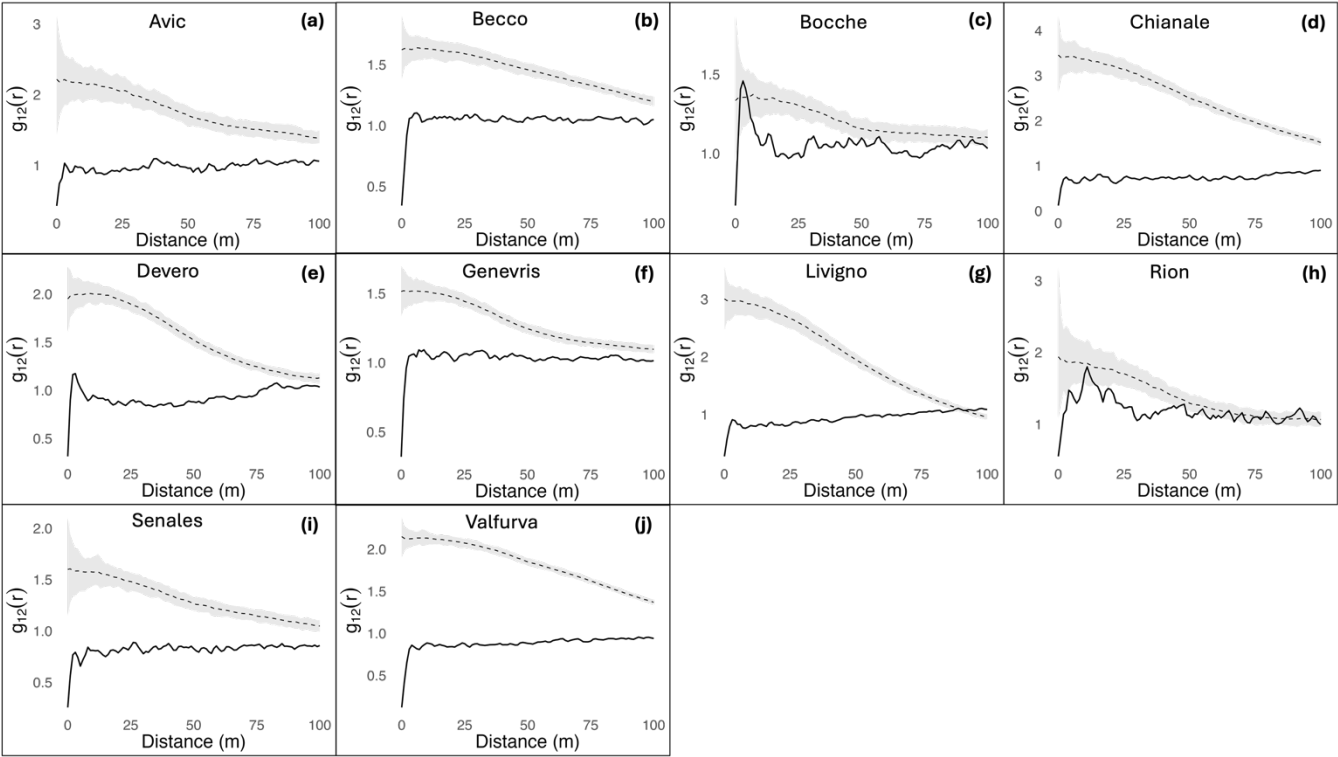 Avic (a)
3
2
1
g₁₂(r)
0 25 50 75 100
Distance (m)
Becco (b)
1.5
1.0
0.5
g₁₂(r)
0 25 50 75 100
Distance (m)
Bocche (c)
1.5
1.0
g₁₂(r)
0 25 50 75 100
Distance (m)
Chianale (d)
4
3
2
1
0
g₁₂(r)
0 25 50 75 100
Distance (m)
Devero (e)
2.0
1.5
1.0
0.5
g₁₂(r)
0 25 50 75 100
Distance (m)
Genevris (f)
1.5
1.0
0.5
g₁₂(r)
0 25 50 75 100
Distance (m)
Livigno (g)
3
2
1
g₁₂(r)
0 25 50 75 100
Distance (m)
Rion (h)
3
2
1
g₁₂(r)
0 25 50 75 100
Distance (m)
Senales (i)
2.0
1.5
1.0
0.5
g₁₂(r)
0 25 50 75 100
Distance (m)
Valfurva (j)
2.0
1.5
1.0
0.5
g₁₂(r)
0 25 50 75 100
Distance (m)